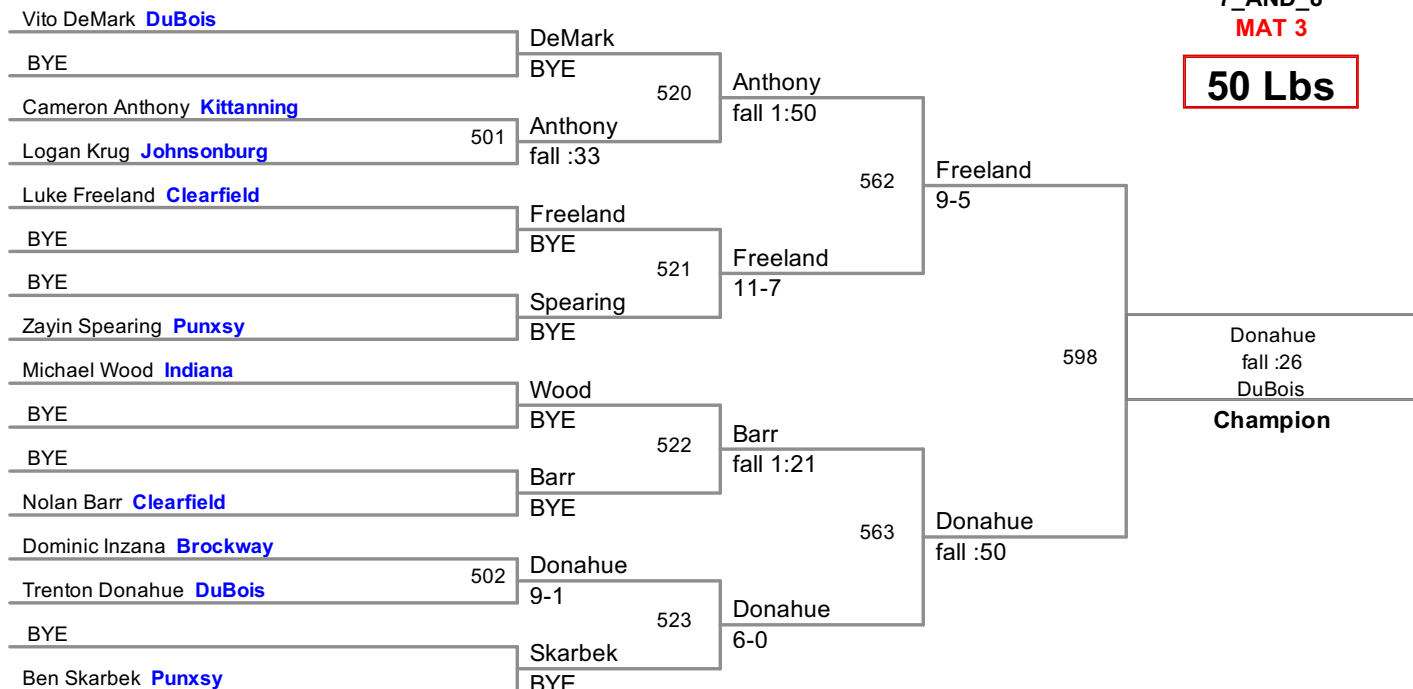 7_AND_8
MAT 3
50 Lbs
Vito DeMark DuBois
BYE
Cameron Anthony Kittanning
Logan Krug Johnsonburg
Luke Freeland Clearfield
BYE
BYE
Zayin Spearing Punxsy
Michael Wood Indiana
BYE
BYE
Nolan Barr Clearfield
Dominic Inzana Brockway
Trenton Donahue DuBois
BYE
Ben Skarbek Punxsy
501
502
DeMark
BYE
Anthony
fall :33
Freeland
BYE
Spearing
BYE
Wood
BYE
Barr
BYE
Donahue
9-1
Skarbek
BYE
520
521
522
523
Anthony
fall 1:50
Freeland
11-7
Barr
fall 1:21
Donahue
6-0
562
563
Freeland
9-5
Donahue
fall :50
598
Donahue
fall :26
DuBois
Champion